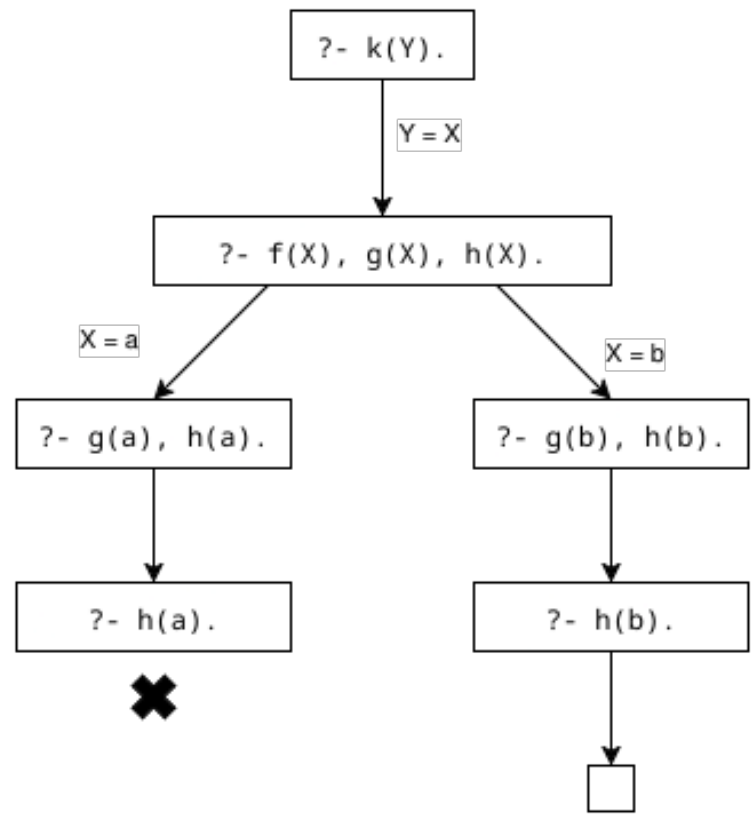 ?- k(Y).
Y = X
?- f(X), g(X), h(X).
X = a
X = b
?- g(a), h(a).
?- g(b), h(b).
?- h(a).
?- h(b).